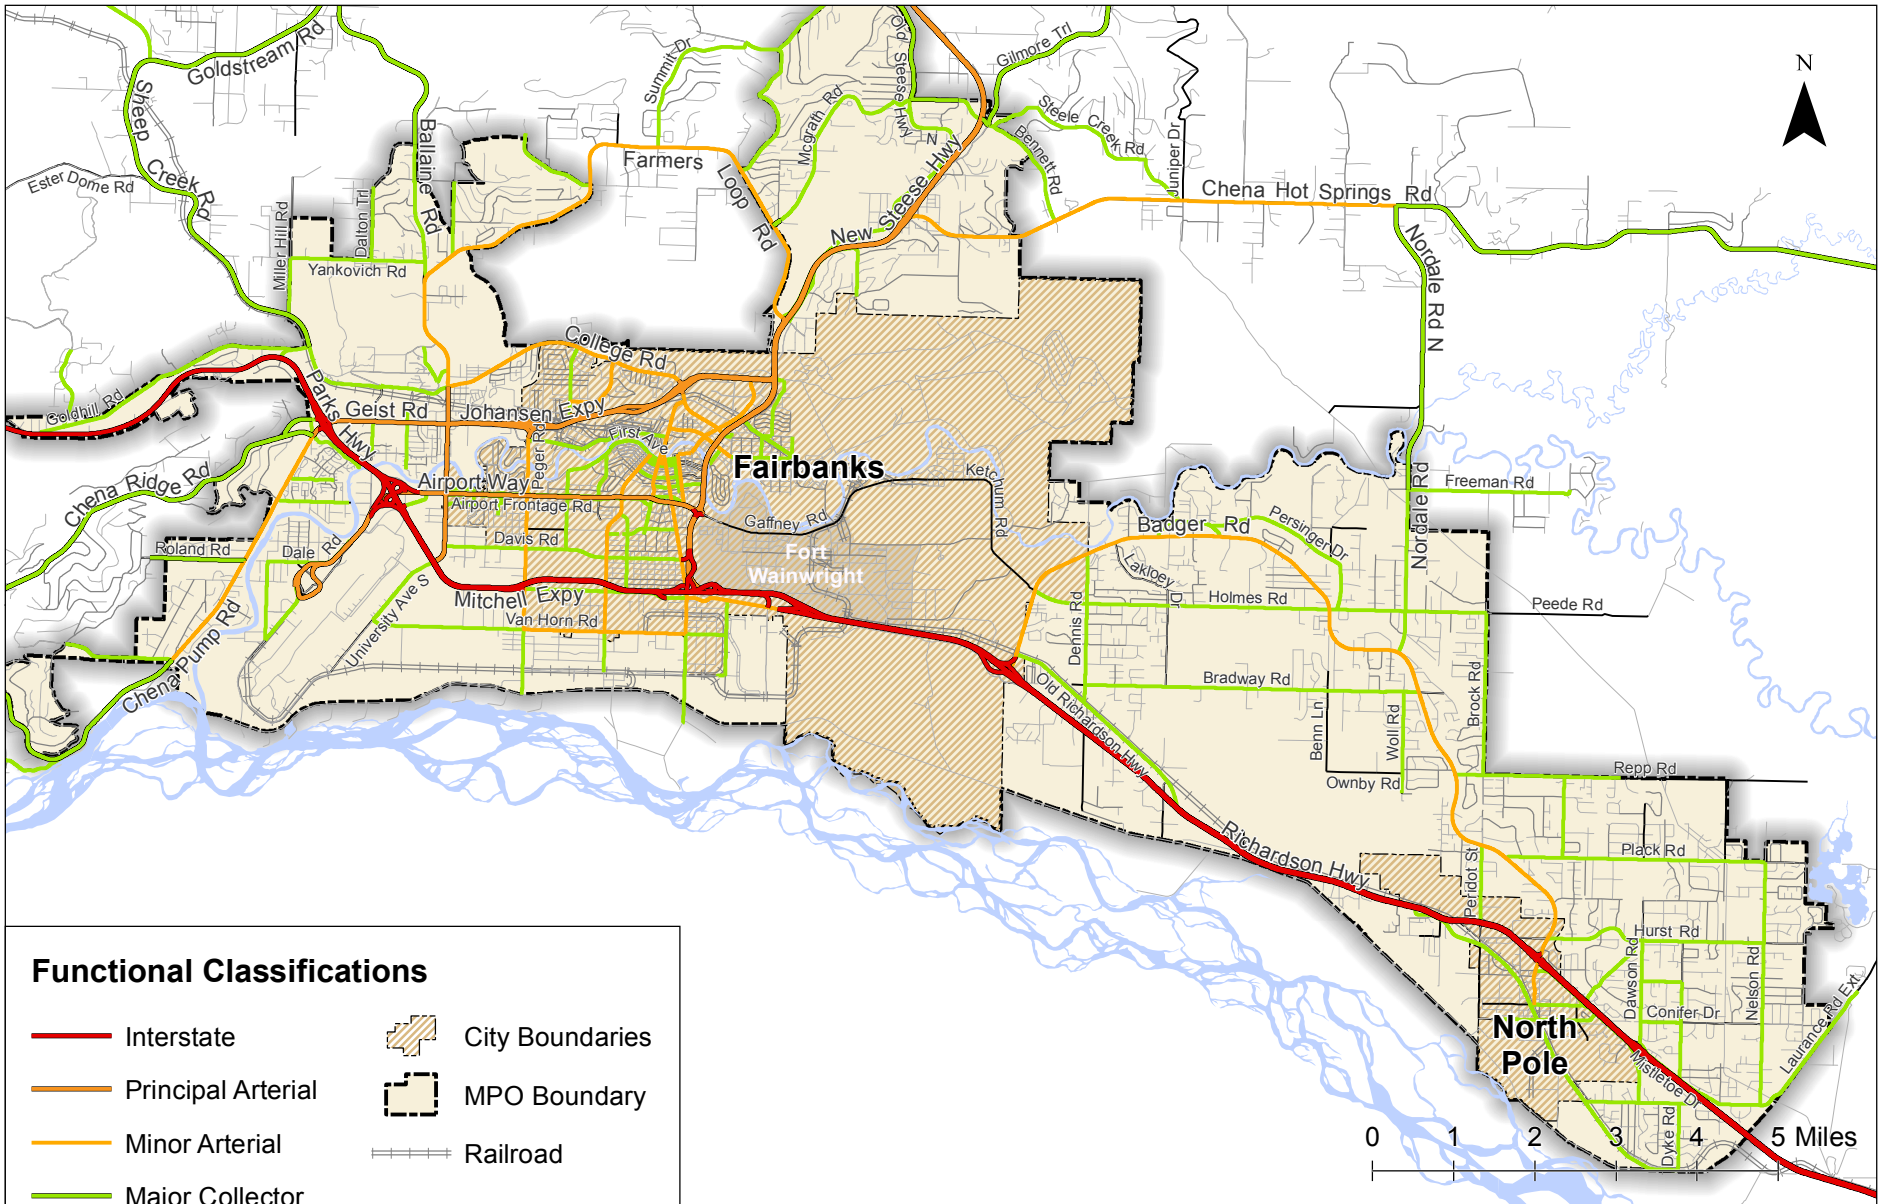 Goldstream Rd
Sheep
Creek Rd
Ester Dome Rd
Ballaine Rd
Miller Hill Rd
Dalton Trl
Yankovich Rd
Summit Dr
Farmers
Loop Rd
Mcgrath Rd
Old Steese Hwy
N
New Steese Hwy
Gilmore Trl
Steele Creek Rd
Bennett Rd
Juniper Dr
Chena Hot Springs Rd
Nordale Rd N
N
Goldhill Rd
Parks Hwy
Geist Rd
Johansen Expy
College Rd
First Ave
Peger Rd
Fairbanks
Airport Way
Airport Frontage Rd
Chena Ridge Rd
Davis Rd
Gaffney Rd
Ketchum Rd
Fort
Wainwright
Roland Rd
Dale Rd
University Ave S
Mitchell Expy
Van Horn Rd
Chena Pump Rd
Badger Rd
Persinger Dr
Lakloey Dr
Holmes Rd
Dennis Rd
Nordale Rd
Freeman Rd
Peede Rd
Old Richardson Hwy
Bradway Rd
Benn Ln
Woll Rd
Brock Rd
Ownby Rd
Repp Rd
Richardson Hwy
Plack Rd
Peridot St
Hurst Rd
Dawson Rd
Nelson Rd
Conifer Dr
Laurance Rd Ext
North
Pole
Mistletoe Dr
Dyke Rd
0 1 2 3 4 5 Miles
Functional Classifications
Interstate
Principal Arterial
Minor Arterial
Major Collector
City Boundaries
MPO Boundary
Railroad